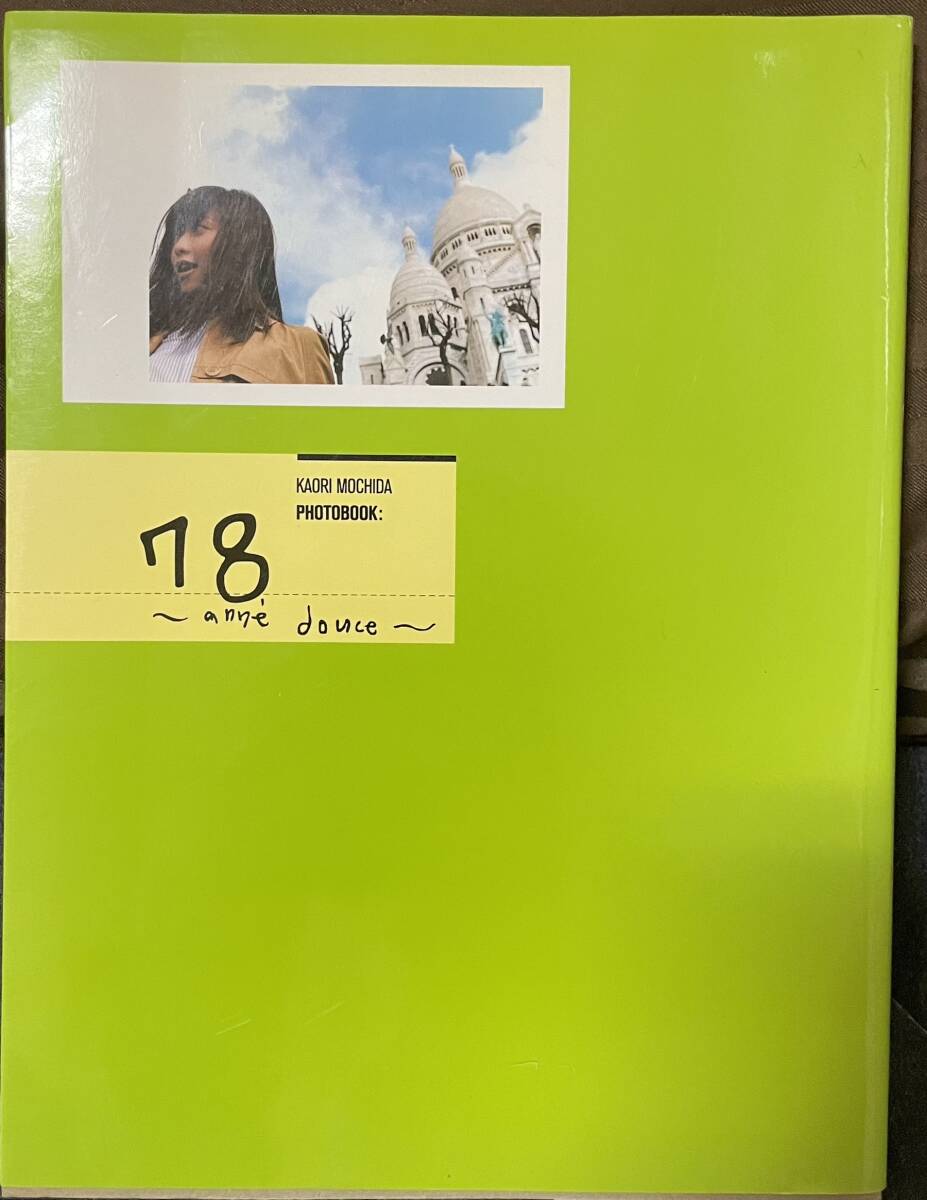 KAORI MOCHIDA
PHOTOBOOK:
78
~ anné douce ~